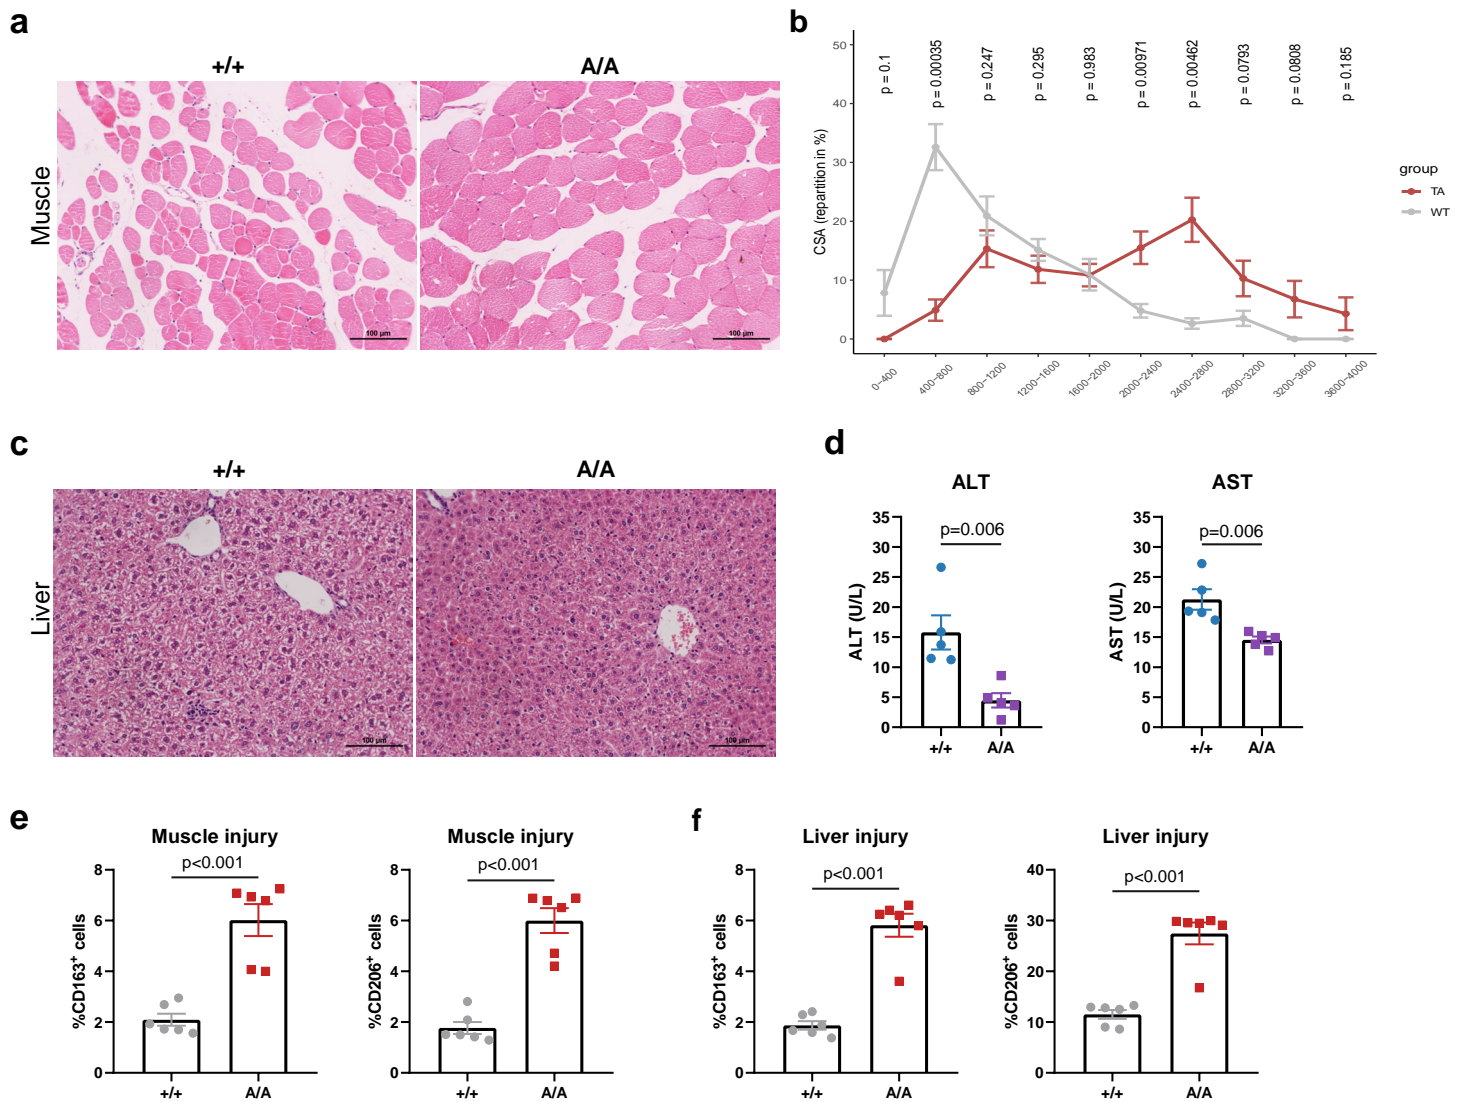 a
+/+
A/A
Muscle
100 µm
100 µm
b
p = 0.1
p = 0.00035
p = 0.247
p = 0.295
p = 0.983
p = 0.00971
p = 0.00462
p = 0.0793
p = 0.0808
p = 0.185
CSA (repartition in %)
50
40
30
20
10
0
0−400
400−800
800−1200
1200−1600
1600−2000
2000−2400
2400−2800
2800−3200
3200−3600
3600−4000
group
TA
WT
c
+/+
A/A
Liver
100 µm
100 µm
d
ALT
p=0.006
ALT (U/L)
35
30
25
20
15
10
5
0
+/+
A/A
AST
p=0.006
AST (U/L)
35
30
25
20
15
10
5
0
+/+
A/A
e
Muscle injury
p<0.001
%CD163+ cells
8
6
4
2
0
+/+
A/A
Muscle injury
p<0.001
%CD206+ cells
8
6
4
2
0
+/+
A/A
f
Liver injury
p<0.001
%CD163+ cells
8
6
4
2
0
+/+
A/A
Liver injury
p<0.001
%CD206+ cells
40
30
20
10
0
+/+
A/A